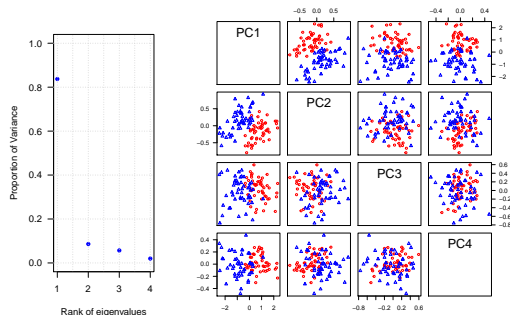 Proportion of Variance
1.0
0.8
0.6
0.4
0.2
0.0
1 2 3 4
Rank of eigenvalues
−0.5 0.0 0.5
−0.4 0.0 0.4
PC1
2
1
0
−1
−2
0.5
0.0
−0.5
PC2
PC3
0.6
0.4
0.2
0.0
−0.2
−0.4
−0.6
−0.8
0.4
0.2
0.0
−0.2
−0.4
PC4
−2 −1 0 1 2
−0.8 −0.4 0.0 0.2 0.6